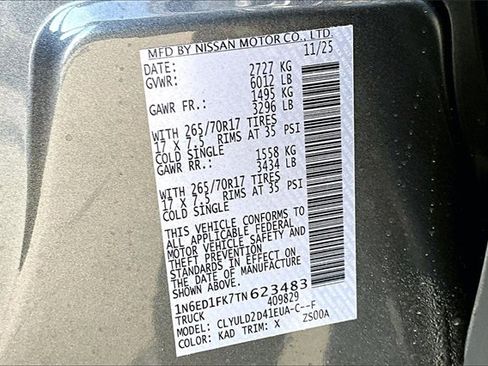 MFD BY NISSAN MOTOR CO., LTD.
DATE: 11/25
GVWR: 2727 KG
6012 LB
GAWR FR.: 1495 KG
3296 LB
WITH 265/70R17 TIRES
17 X 7.5 RIMS AT 35 PSI
COLD SINGLE
GAWR RR.: 1558 KG
3434 LB
WITH 265/70R17 TIRES
17 X 7.5 RIMS AT 35 PSI
COLD SINGLE
THIS VEHICLE CONFORMS TO
ALL APPLICABLE FEDERAL
MOTOR VEHICLE SAFETY AND
THEFT PREVENTION
STANDARDS IN EFFECT ON
THE DATE OF MANUFACTURE
1N6ED1FK7TN623483
TRUCK 409829
MODEL: CLYULD2D41EUA-C--F
COLOR: KAD TRIM: X ZS00A